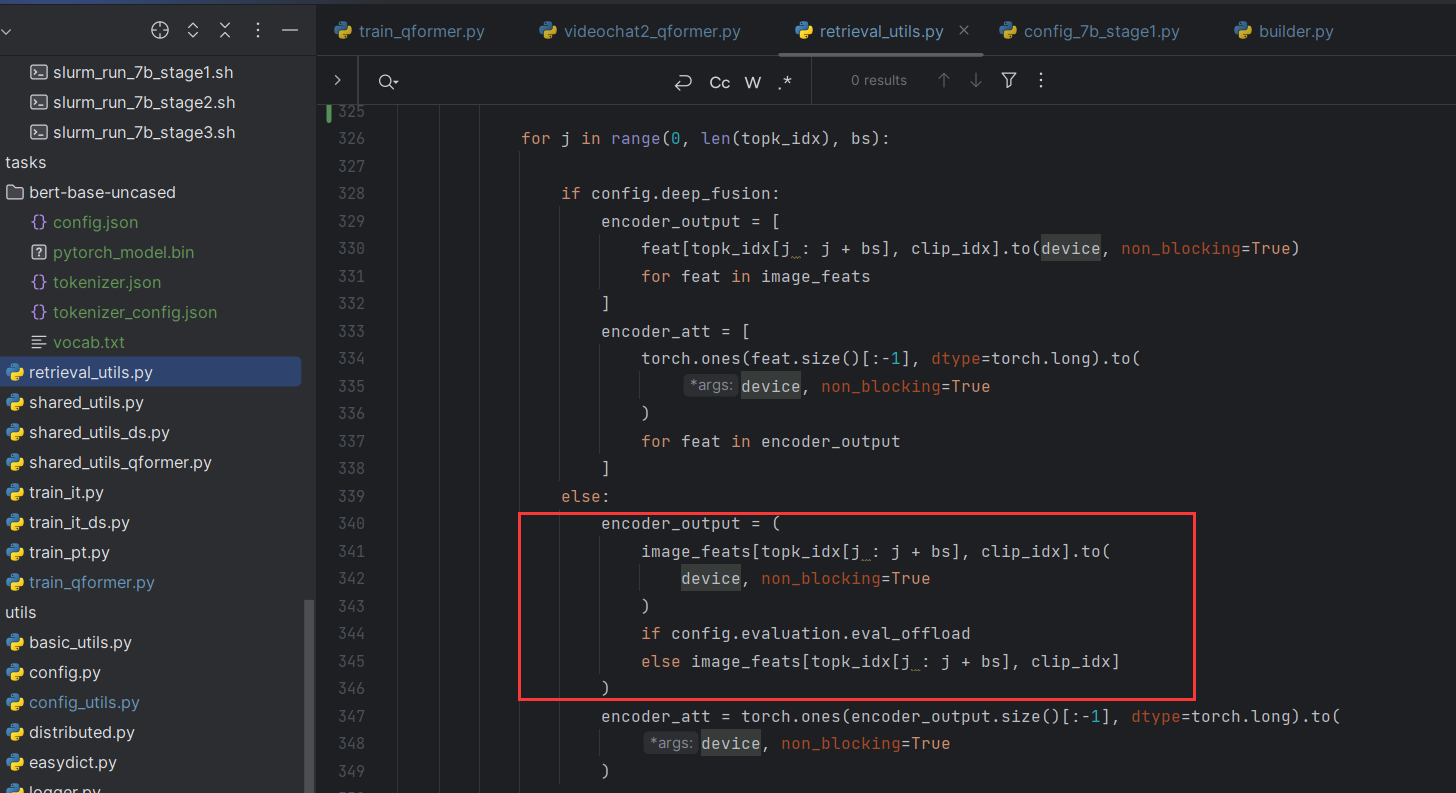 train_qformer.py
videochat2_qformer.py
retrieval_utils.py
config_7b_stage1.py
builder.py
Cc W .*
0 results
slurm_run_7b_stage1.sh
slurm_run_7b_stage2.sh
slurm_run_7b_stage3.sh
tasks
bert-base-uncased
config.json
pytorch_model.bin
tokenizer.json
tokenizer_config.json
vocab.txt
retrieval_utils.py
shared_utils.py
shared_utils_ds.py
shared_utils_qformer.py
train_it.py
train_it_ds.py
train_pt.py
train_qformer.py
utils
basic_utils.py
config.py
config_utils.py
distributed.py
easydict.py
logger.py
325
326 for j in range(0, len(topk_idx), bs):
327
328 if config.deep_fusion:
329 encoder_output = [
330 feat[topk_idx[j : j + bs], clip_idx].to(device, non_blocking=True)
331 for feat in image_feats
332 ]
333 encoder_att = [
334 torch.ones(feat.size()[:-1], dtype=torch.long).to(
335 *args: device, non_blocking=True
336 )
337 for feat in encoder_output
338 ]
339 else:
340 encoder_output = (
341 image_feats[topk_idx[j : j + bs], clip_idx].to(
342 device, non_blocking=True
343 )
344 if config.evaluation.eval_offload
345 else image_feats[topk_idx[j : j + bs], clip_idx]
346 )
347 encoder_att = torch.ones(encoder_output.size()[:-1], dtype=torch.long).to(
348 *args: device, non_blocking=True
349 )